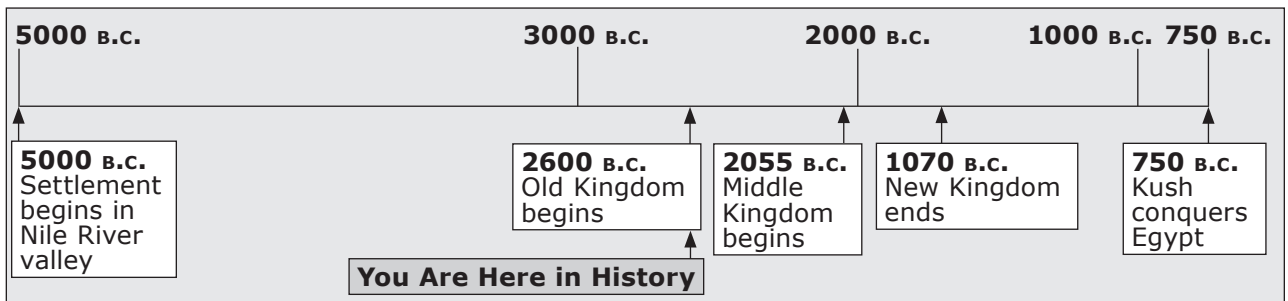 5000 B.C. 3000 B.C. 2000 B.C. 1000 B.C. 750 B.C.
5000 B.C.
Settlement
begins in
Nile River
valley
2600 B.C.
Old Kingdom
begins
2055 B.C.
Middle
Kingdom
begins
1070 B.C.
New Kingdom
ends
750 B.C.
Kush
conquers
Egypt
You Are Here in History